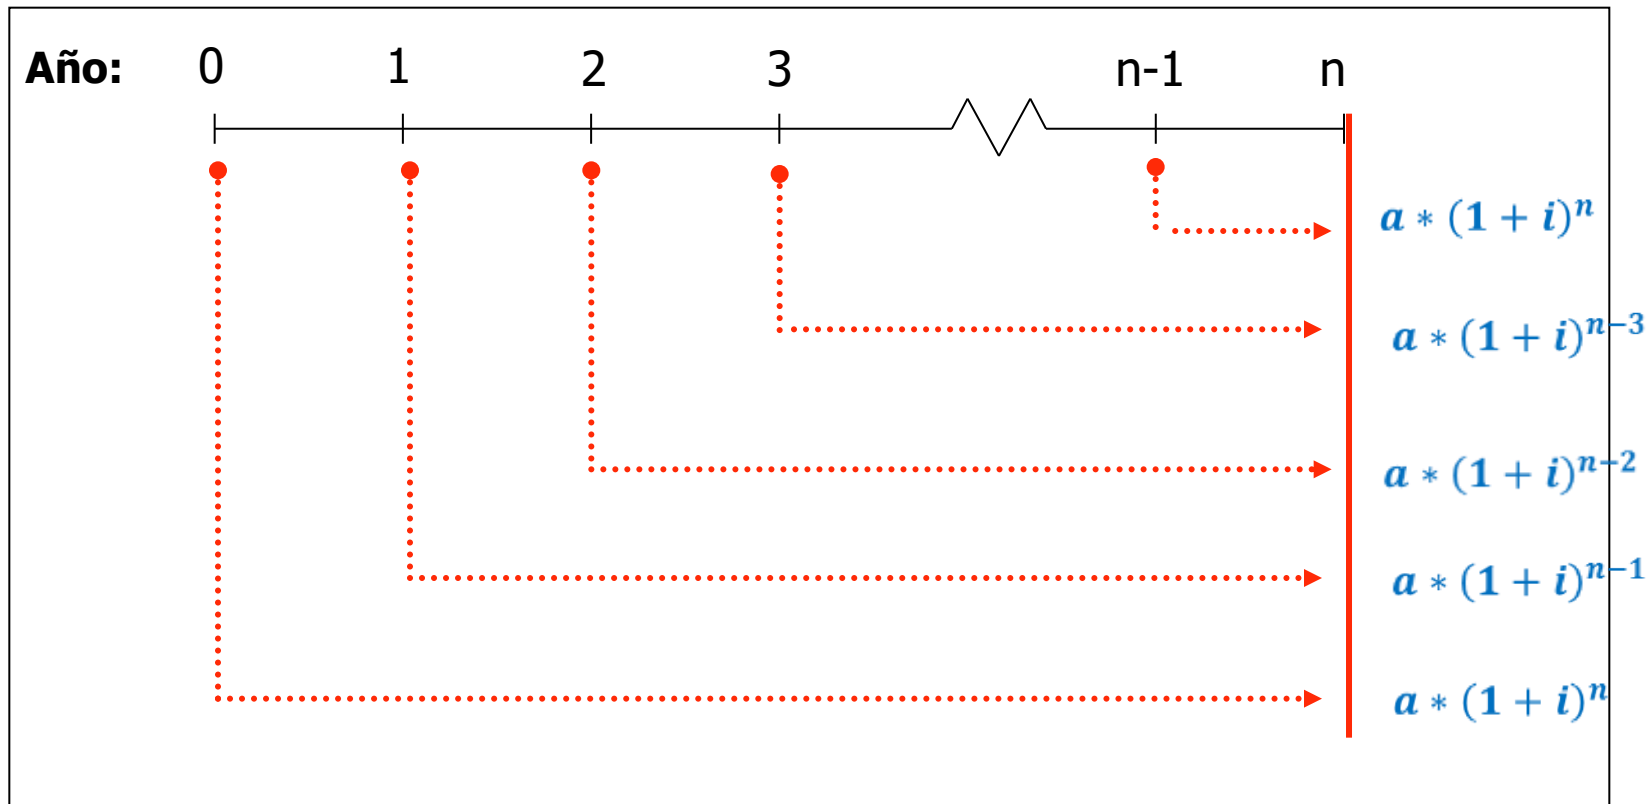 Año: 0 1 2 3 n-1 n
a * (1 + i)^n
a * (1 + i)^{n-3}
a * (1 + i)^{n-2}
a * (1 + i)^{n-1}
a * (1 + i)^n